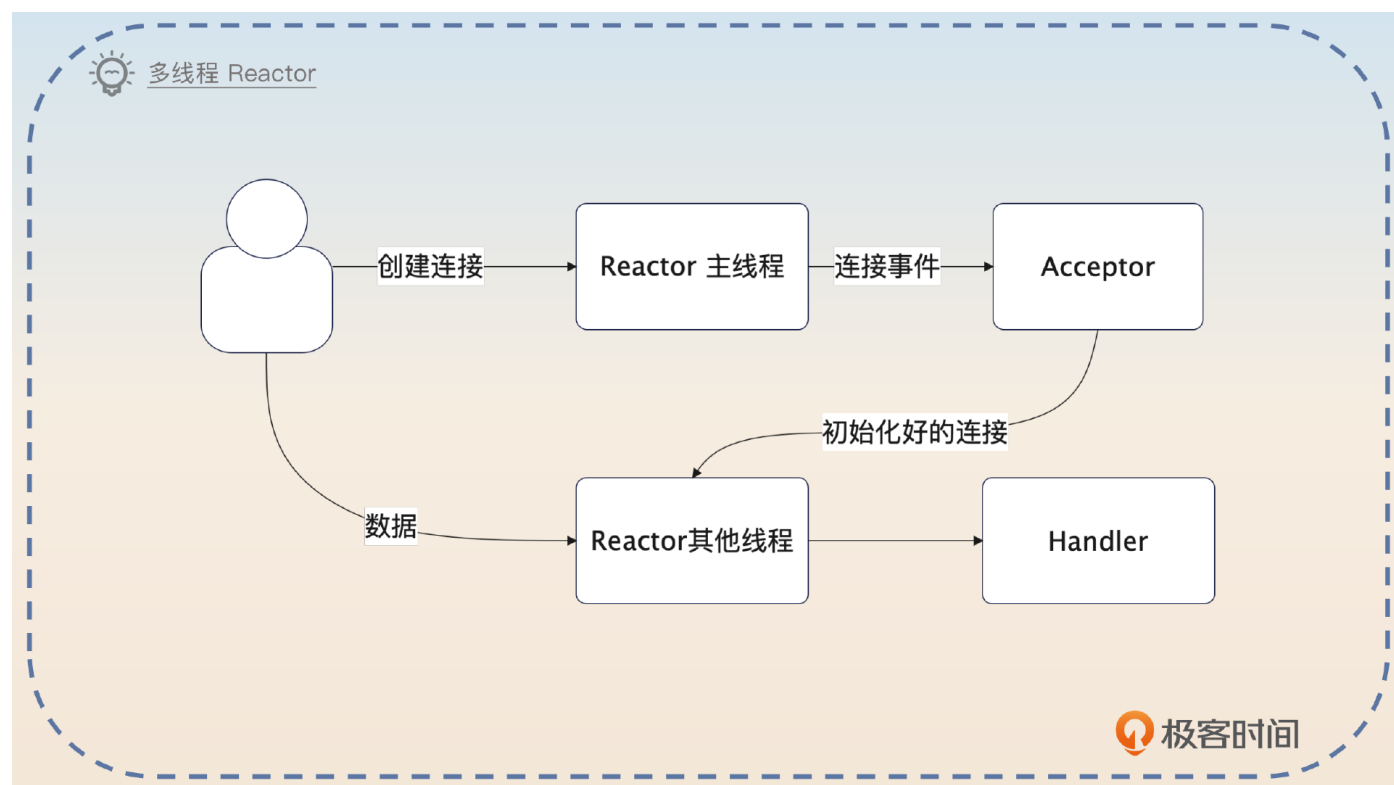 多线程 Reactor
创建连接
Reactor 主线程
连接事件
Acceptor
初始化好的连接
数据
Reactor其他线程
Handler
极客时间